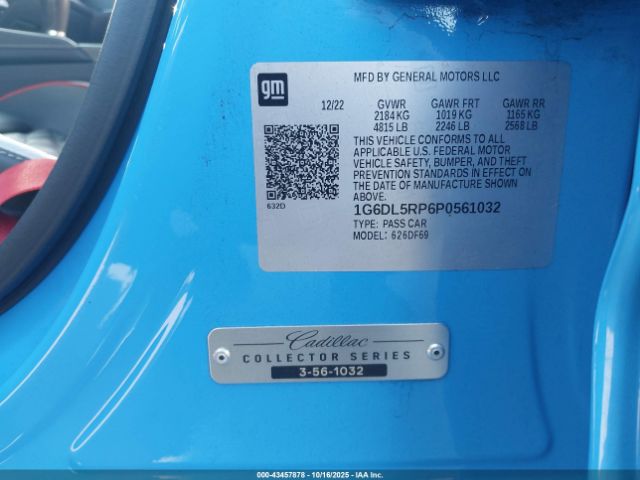 gm
MFD BY GENERAL MOTORS LLC
12/22 GVWR GAWR FRT GAWR RR
2184 KG 1019 KG 1165 KG
4815 LB 2246 LB 2568 LB
THIS VEHICLE CONFORMS TO ALL
APPLICABLE U.S. FEDERAL MOTOR
VEHICLE SAFETY, BUMPER, AND THEFT
PREVENTION STANDARDS IN EFFECT ON
THE DATE OF MANUFACTURE SHOWN
ABOVE.
632D
1G6DL5RP6P0561032
TYPE: PASS CAR
MODEL: 626DF69
Cadillac
COLLECTOR SERIES
3-56-1032
000-43457878 - 10/16/2025 - IAA Inc.